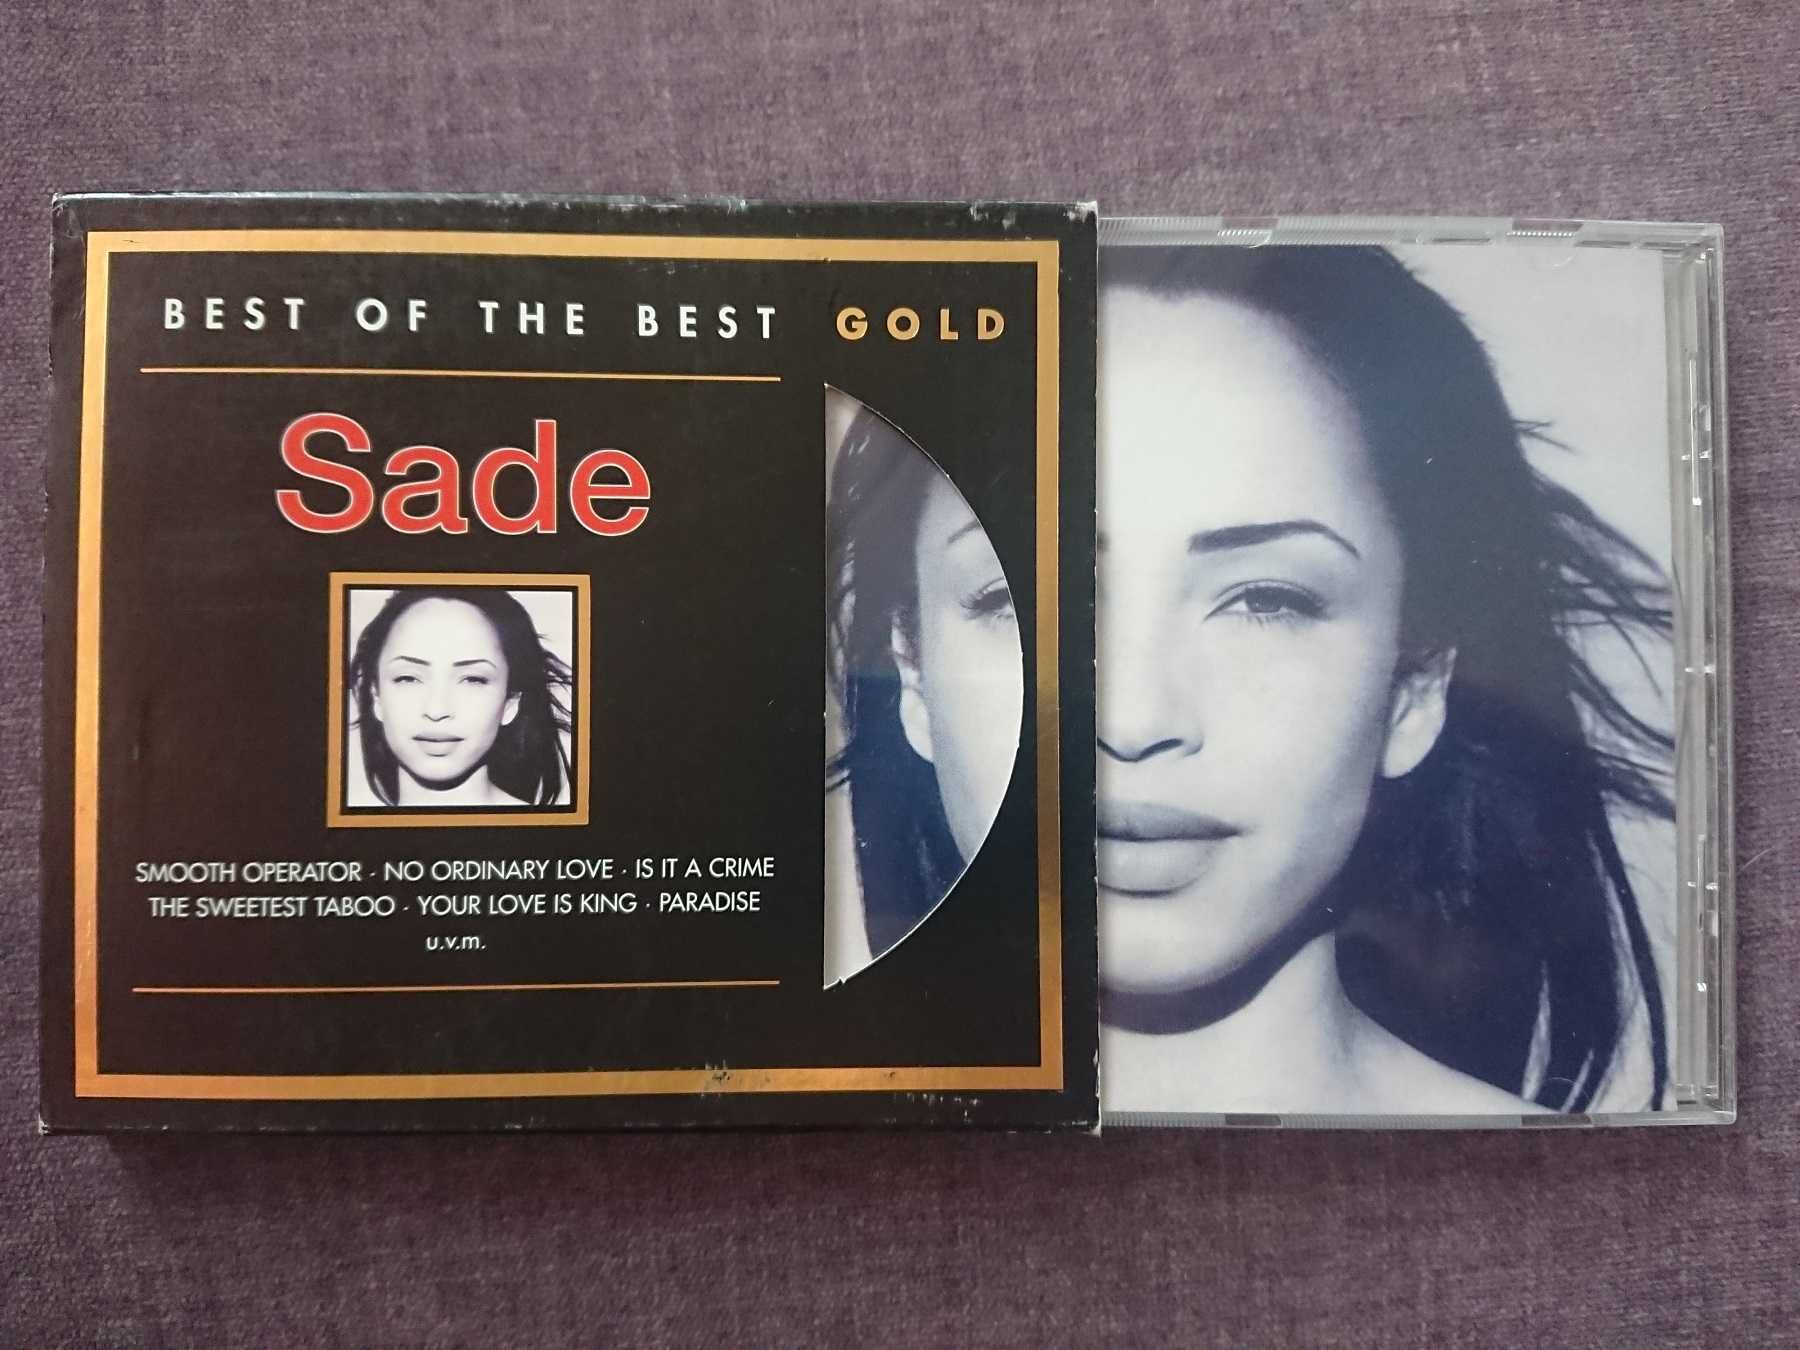 BEST OF THE BEST GOLD
Sade
SMOOTH OPERATOR · NO ORDINARY LOVE · IS IT A CRIME
THE SWEETEST TABOO · YOUR LOVE IS KING · PARADISE
u.v.m.